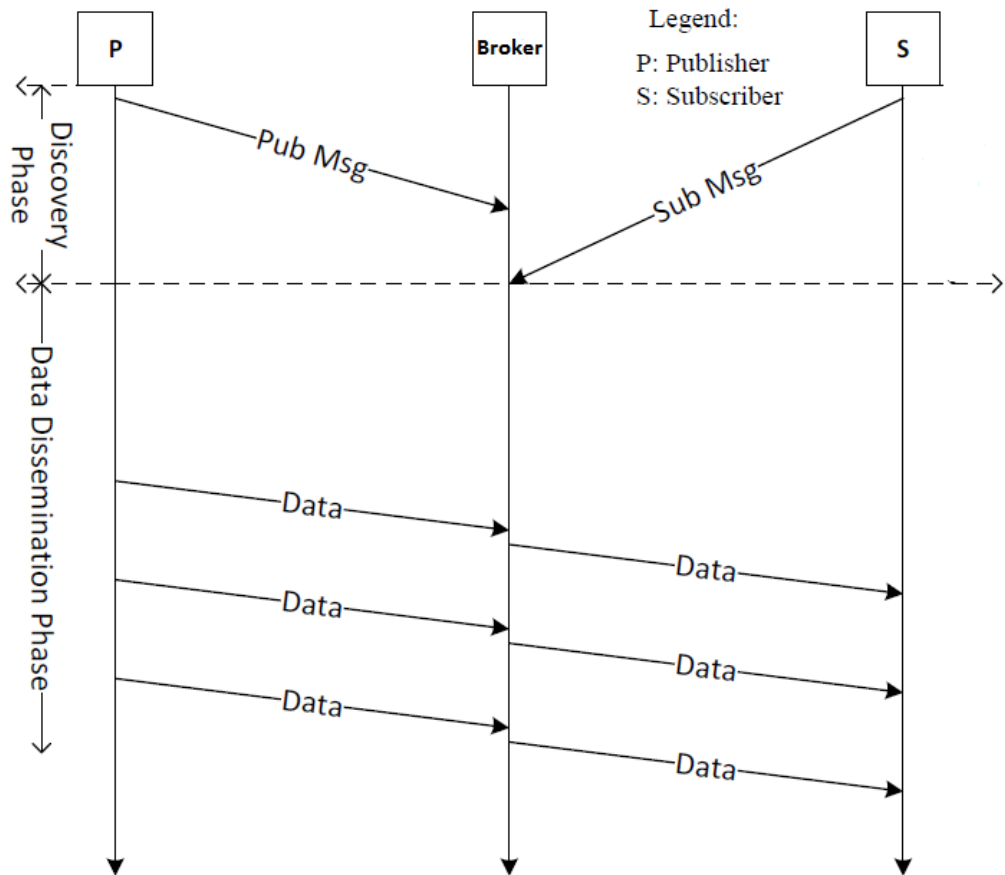 P
Broker
S
Legend:
P: Publisher
S: Subscriber
Discovery
Phase
Pub Msg
Sub Msg
Data Dissemination Phase
Data
Data
Data
Data
Data
Data